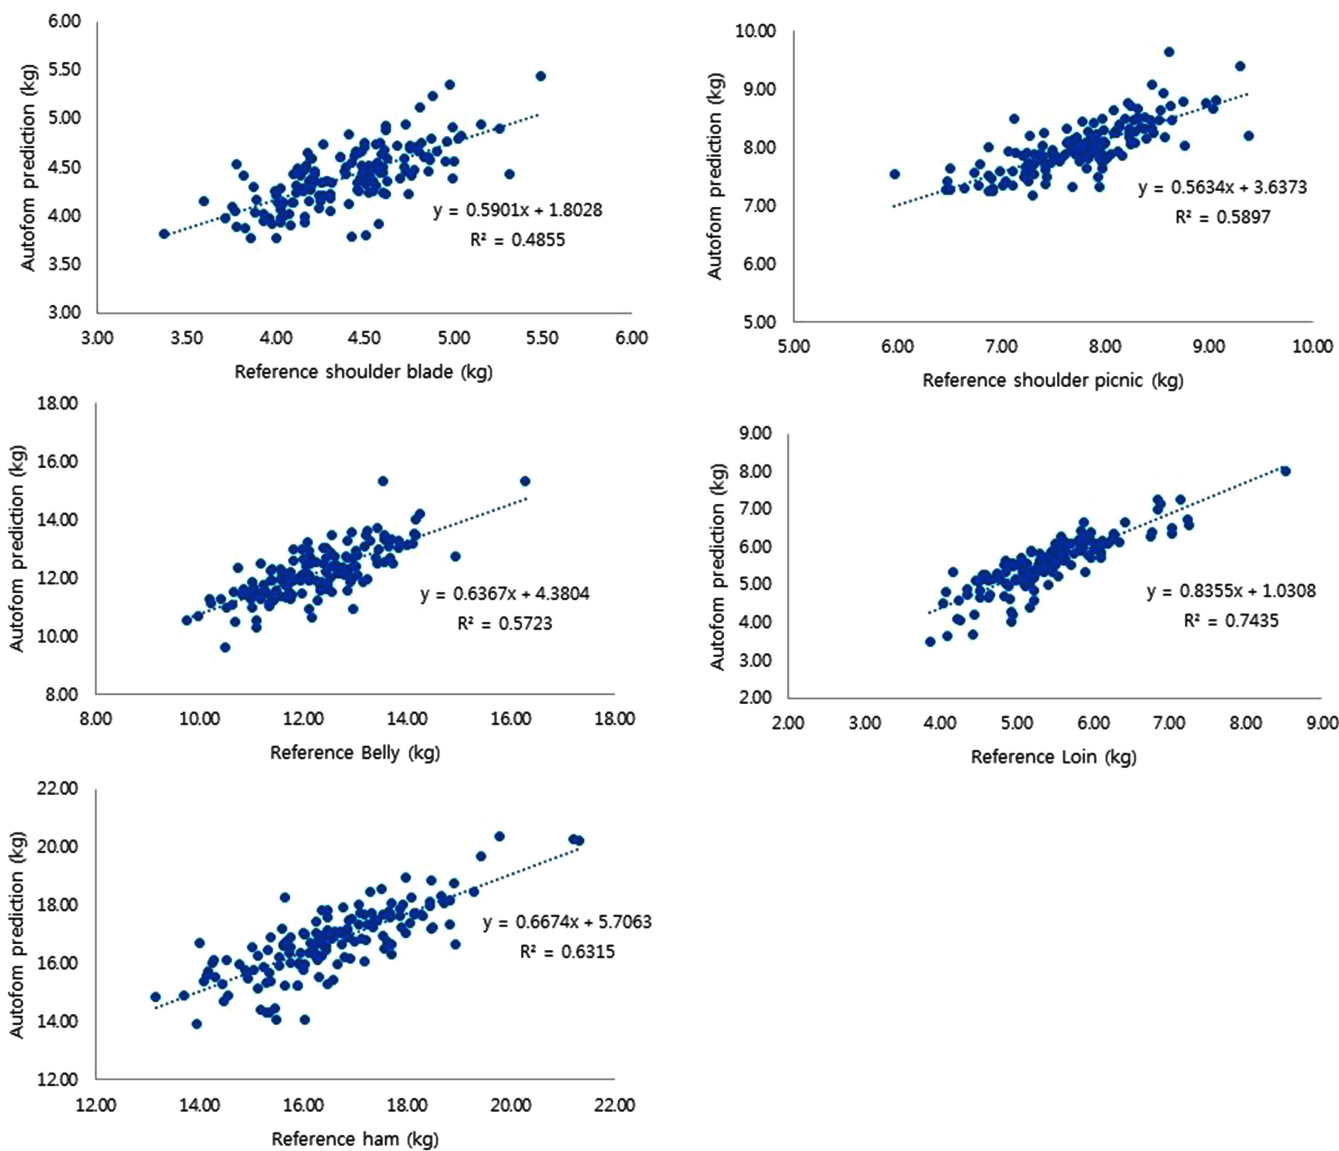 6.00
5.50
5.00
4.50
4.00
3.50
3.00
Autofom prediction (kg)
y = 0.5901x + 1.8028
R² = 0.4855
3.00 3.50 4.00 4.50 5.00 5.50 6.00
Reference shoulder blade (kg)
10.00
9.00
8.00
7.00
6.00
5.00
Autofom prediction (kg)
y = 0.5634x + 3.6373
R² = 0.5897
5.00 6.00 7.00 8.00 9.00 10.00
Reference shoulder picnic (kg)
18.00
16.00
14.00
12.00
10.00
8.00
Autofom prediction (kg)
y = 0.6367x + 4.3804
R² = 0.5723
8.00 10.00 12.00 14.00 16.00 18.00
Reference Belly (kg)
9.00
8.00
7.00
6.00
5.00
4.00
3.00
2.00
Autofom prediction (kg)
y = 0.8355x + 1.0308
R² = 0.7435
2.00 3.00 4.00 5.00 6.00 7.00 8.00 9.00
Reference Loin (kg)
22.00
20.00
18.00
16.00
14.00
12.00
Autofom prediction (kg)
y = 0.6674x + 5.7063
R² = 0.6315
12.00 14.00 16.00 18.00 20.00 22.00
Reference ham (kg)